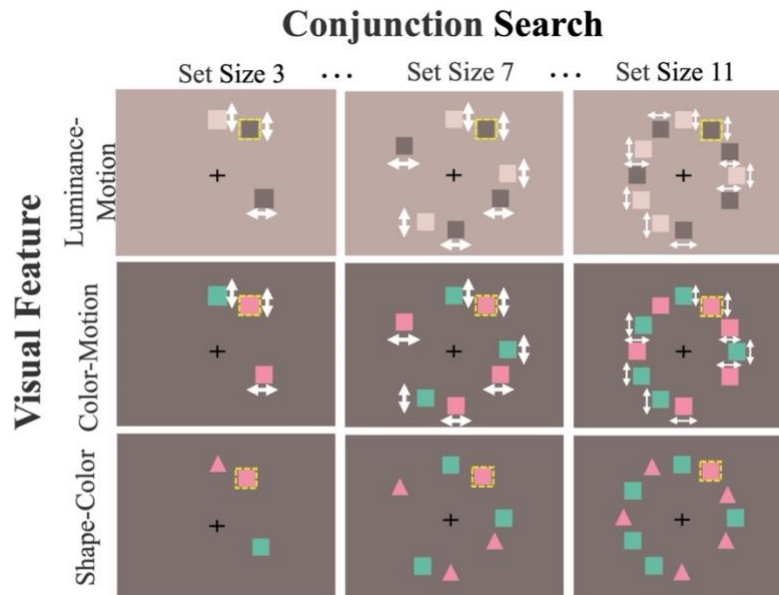 Conjunction Search
Set Size 3 ... Set Size 7 ... Set Size 11
Visual Feature
Luminance-
Motion
Color-Motion
Shape-Color